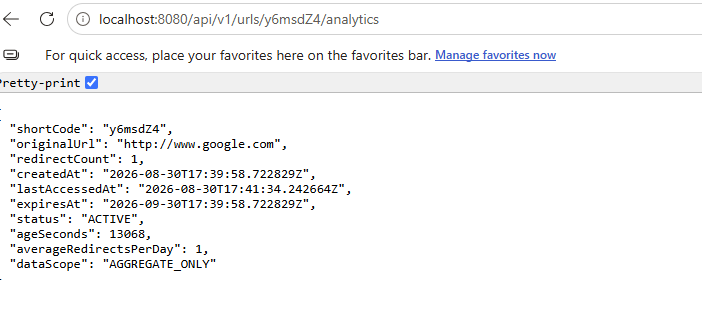 localhost:8080/api/v1/urls/y6msdZ4/analytics
For quick access, place your favorites here on the favorites bar. Manage favorites now
Pretty-print
"shortCode": "y6msdZ4",
"originalUrl": "http://www.google.com",
"redirectCount": 1,
"createdAt": "2026-08-30T17:39:58.722829Z",
"lastAccessedAt": "2026-08-30T17:41:34.242664Z",
"expiresAt": "2026-09-30T17:39:58.722829Z",
"status": "ACTIVE",
"ageSeconds": 13068,
"averageRedirectsPerDay": 1,
"dataScope": "AGGREGATE_ONLY"